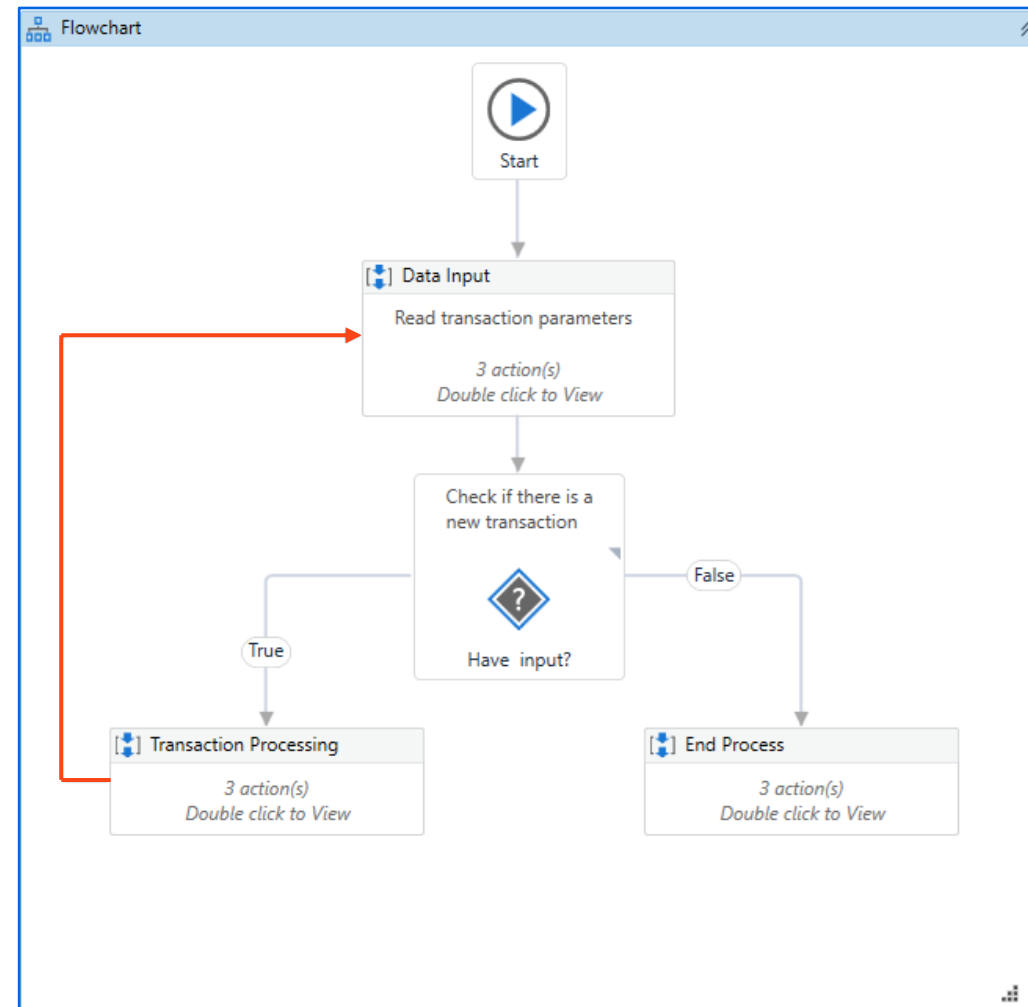 Flowchart
Start
Data Input
Read transaction parameters
3 action(s)
Double click to View
Check if there is a
new transaction
?
Have input?
True
False
Transaction Processing
3 action(s)
Double click to View
End Process
3 action(s)
Double click to View